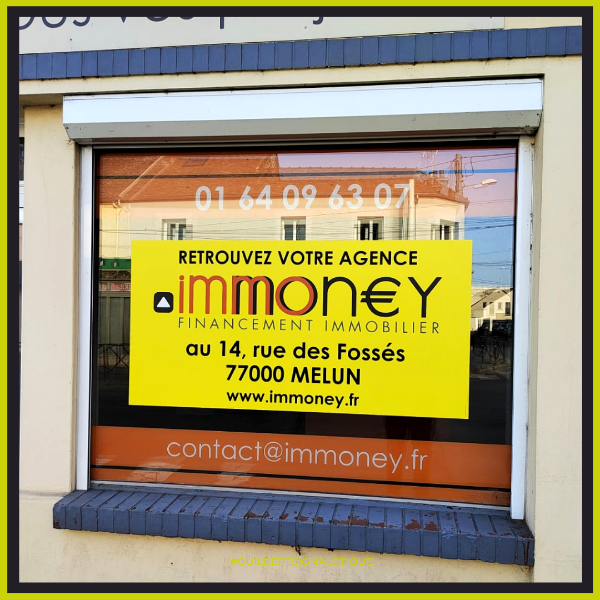 01 64 09 63 07
RETROUVEZ VOTRE AGENCE
immon€Y
FINANCEMENT IMMOBILIER
au 14, rue des Fossés
77000 MELUN
www.immoney.fr
contact@immoney.fr